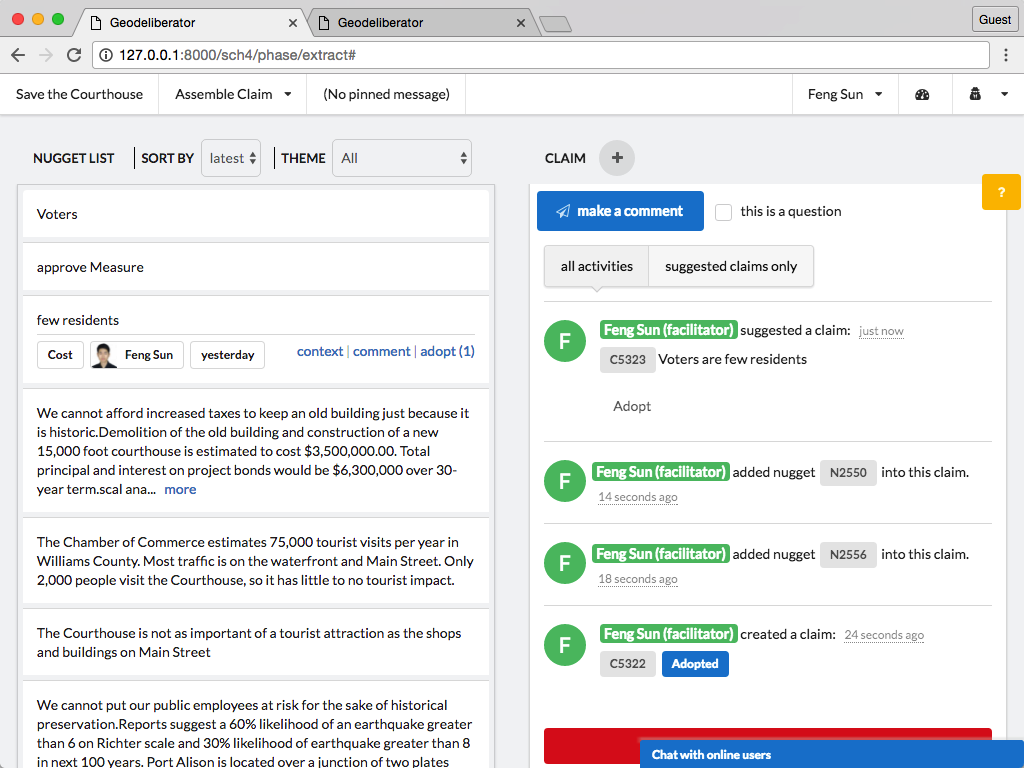 Geodeliberator
Geodeliberator
Guest
127.0.0.1:8000/sch4/phase/extract#
Save the Courthouse
Assemble Claim
(No pinned message)
Feng Sun
NUGGET LIST
SORT BY
latest
THEME
All
Voters
approve Measure
few residents
Cost
Feng Sun
yesterday
context | comment | adopt (1)
We cannot afford increased taxes to keep an old building just because it
is historic.Demolition of the old building and construction of a new
15,000 foot courthouse is estimated to cost $3,500,000.00. Total
principal and interest on project bonds would be $6,300,000 over 30-
year term.scal ana... more
The Chamber of Commerce estimates 75,000 tourist visits per year in
Williams County. Most traffic is on the waterfront and Main Street. Only
2,000 people visit the Courthouse, so it has little to no tourist impact.
The Courthouse is not as important of a tourist attraction as the shops
and buildings on Main Street
We cannot put our public employees at risk for the sake of historical
preservation.Reports suggest a 60% likelihood of an earthquake greater
than 6 on Richter scale and 30% likelihood of earthquake greater than 8
in next 100 years. Port Alison is located over a junction of two plates
CLAIM
+
?
make a comment
this is a question
all activities
suggested claims only
F
Feng Sun (facilitator) suggested a claim: just now
C5323 Voters are few residents
Adopt
F
Feng Sun (facilitator) added nugget N2550 into this claim.
14 seconds ago
F
Feng Sun (facilitator) added nugget N2556 into this claim.
18 seconds ago
F
Feng Sun (facilitator) created a claim: 24 seconds ago
C5322 Adopted
Chat with online users